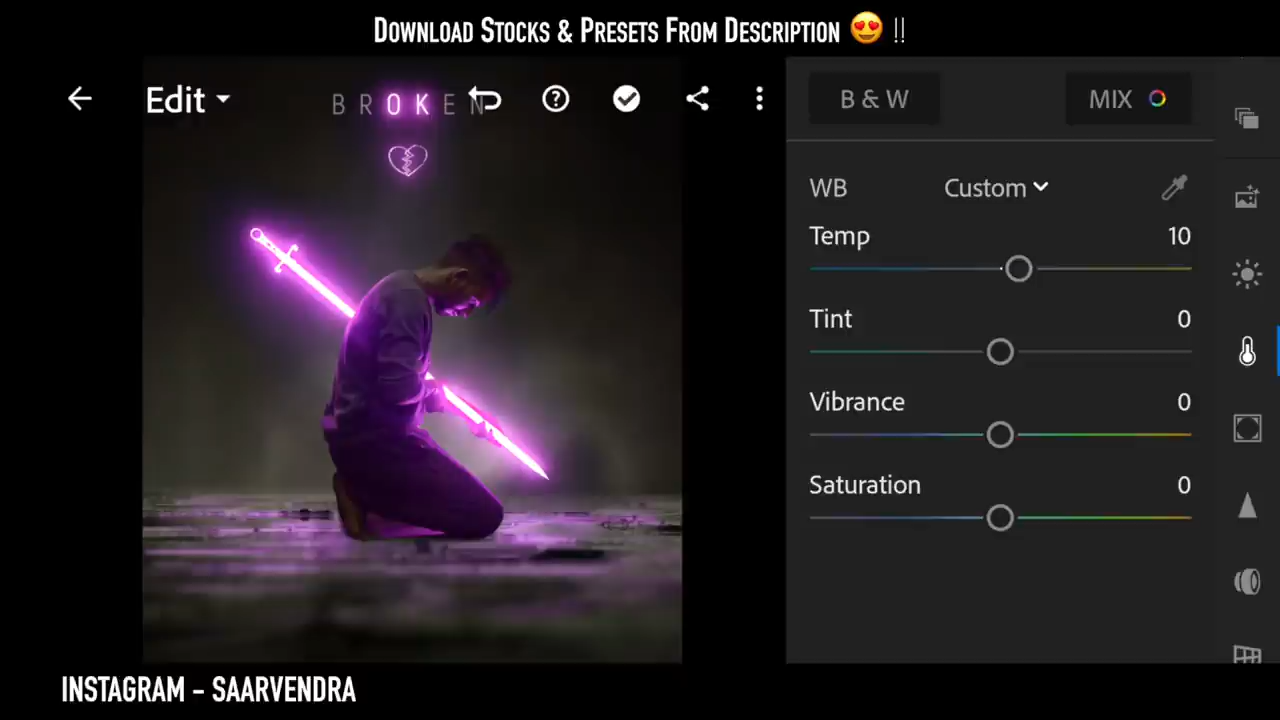 Download Stocks & Presets From Description 😍 !!
Edit
BROKEN
B & W
MIX
WB
Custom
Temp
10
Tint
0
Vibrance
0
Saturation
0
INSTAGRAM - SAARVENDRA